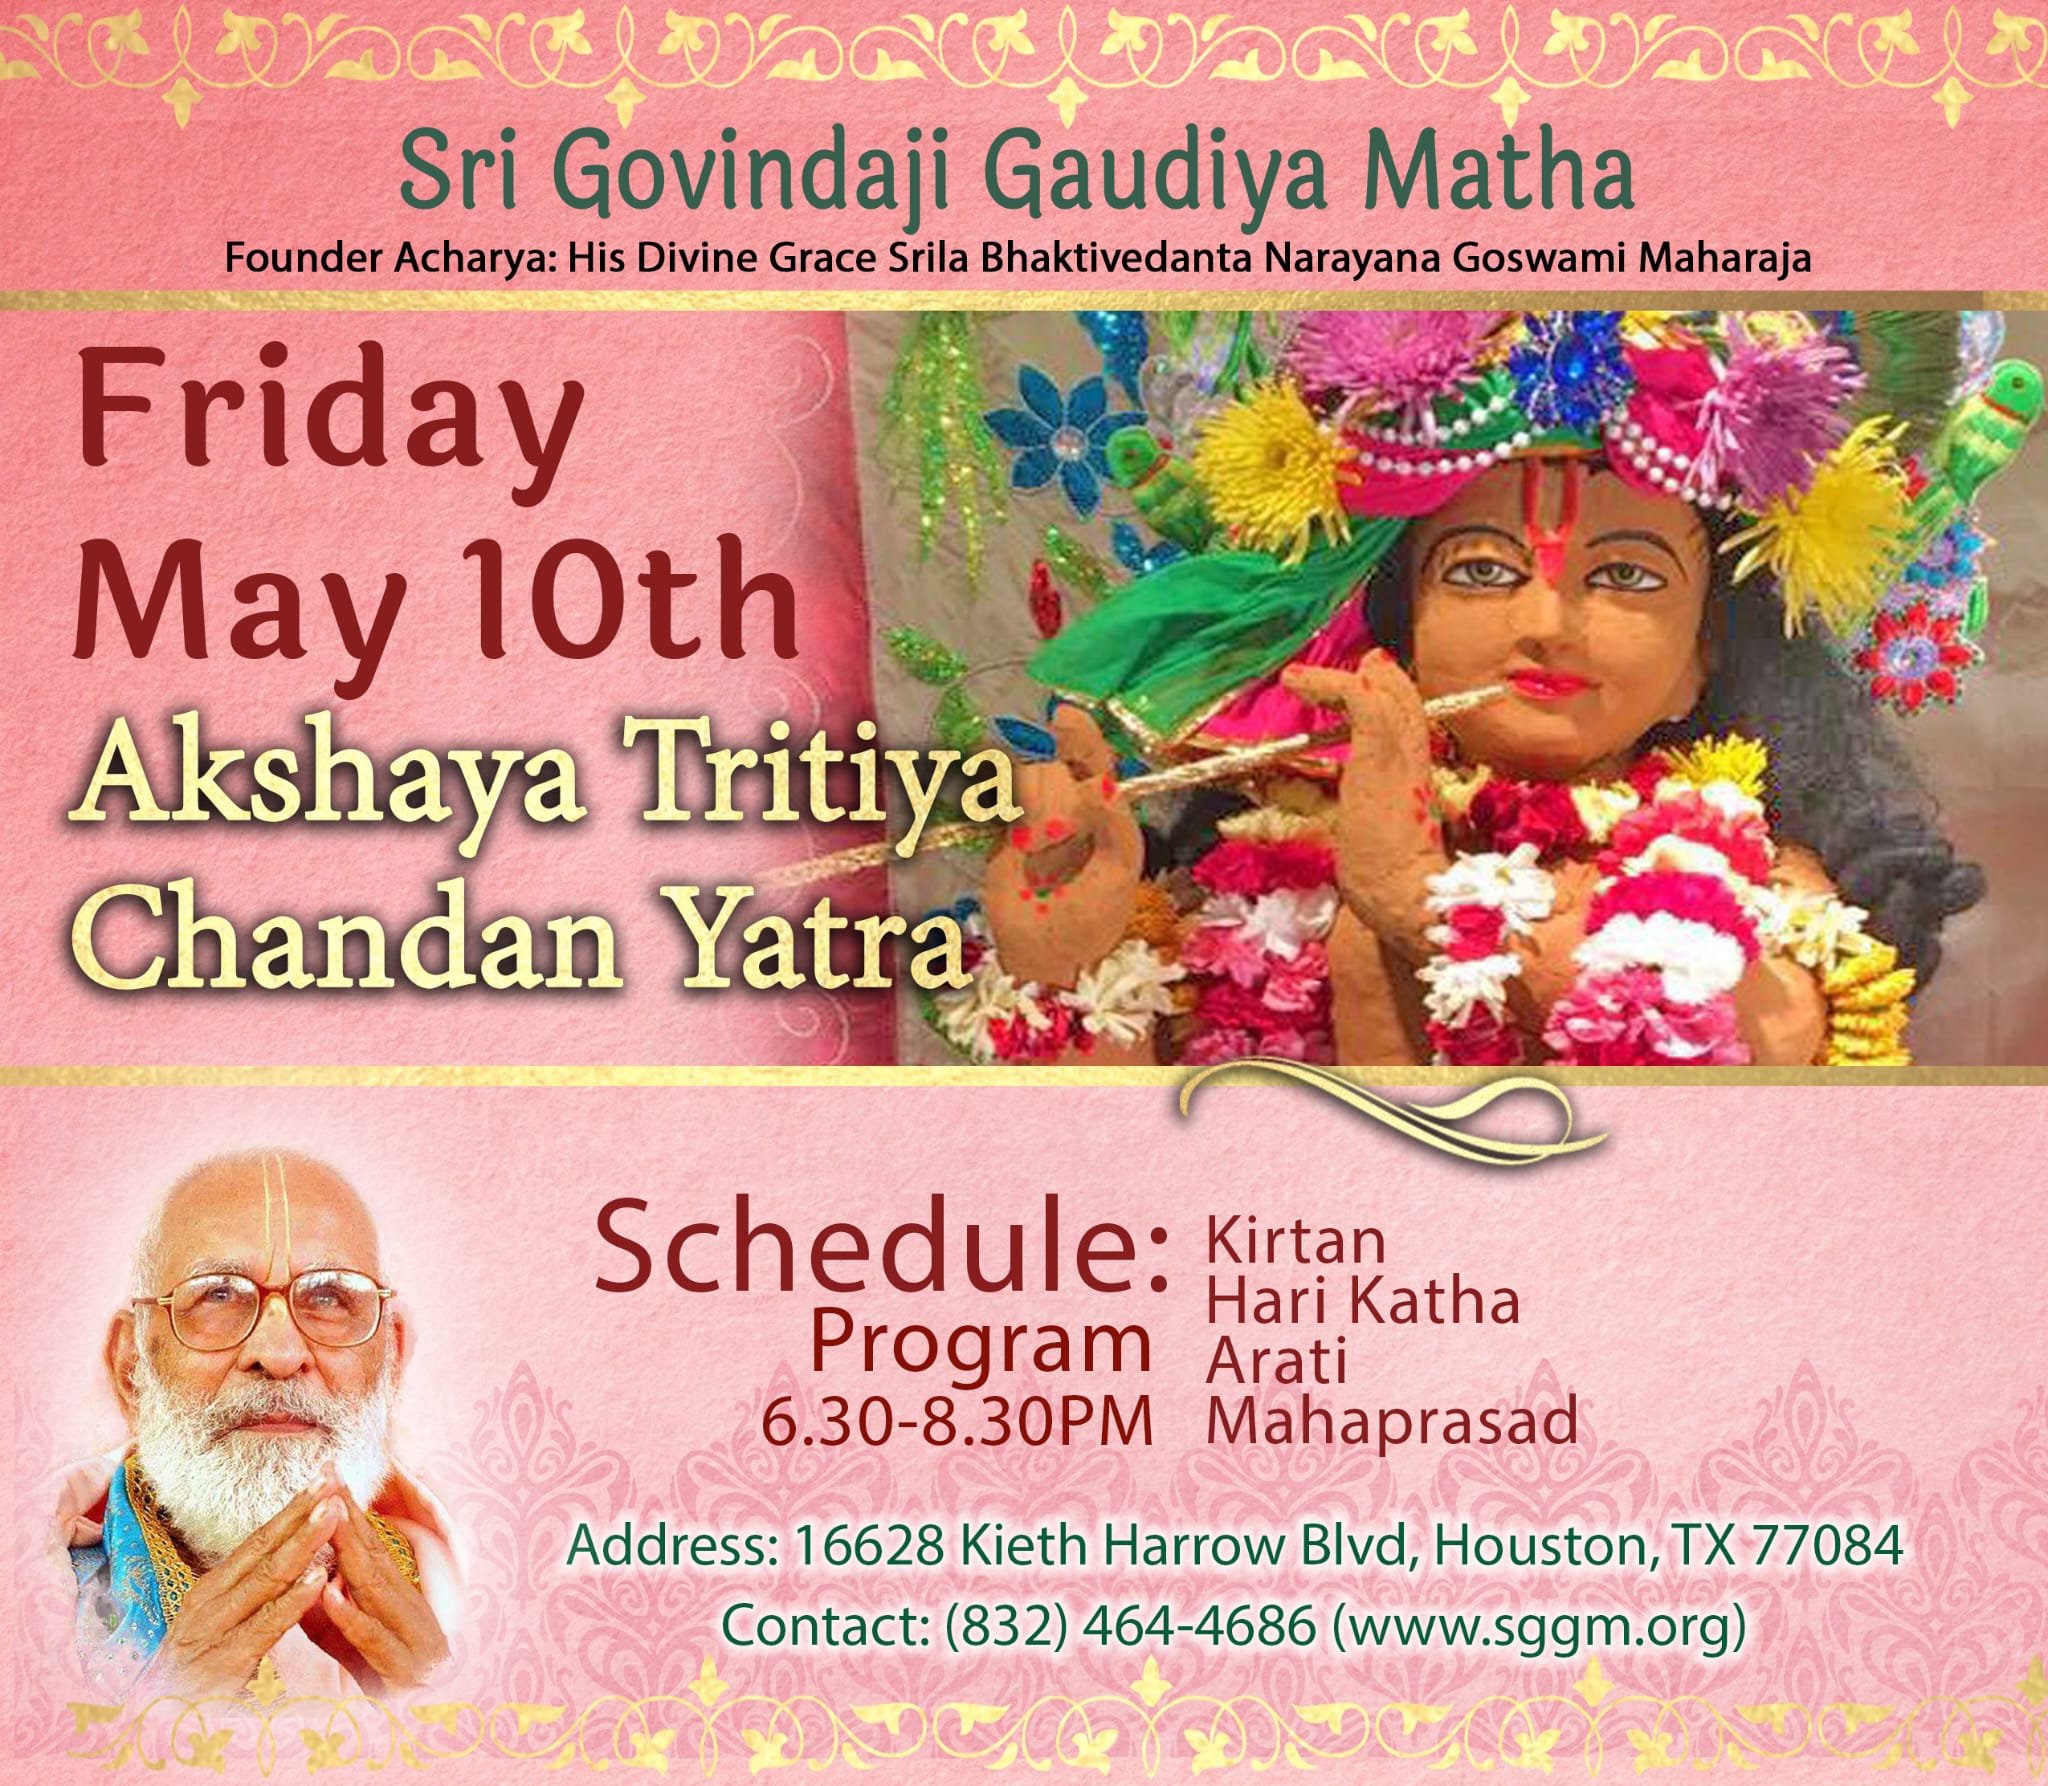 Sri Govindaji Gaudiya Matha
Founder Acharya: His Divine Grace Srila Bhaktivedanta Narayana Goswami Maharaja
Friday
May 10th
Akshaya Tritiya
Chandan Yatra
Schedule:
Program
6.30-8.30PM
Kirtan
Hari Katha
Arati
Mahaprasad
Address: 16628 Kieth Harrow Blvd, Houston, TX 77084
Contact: (832) 464-4686 (www.sggm.org)